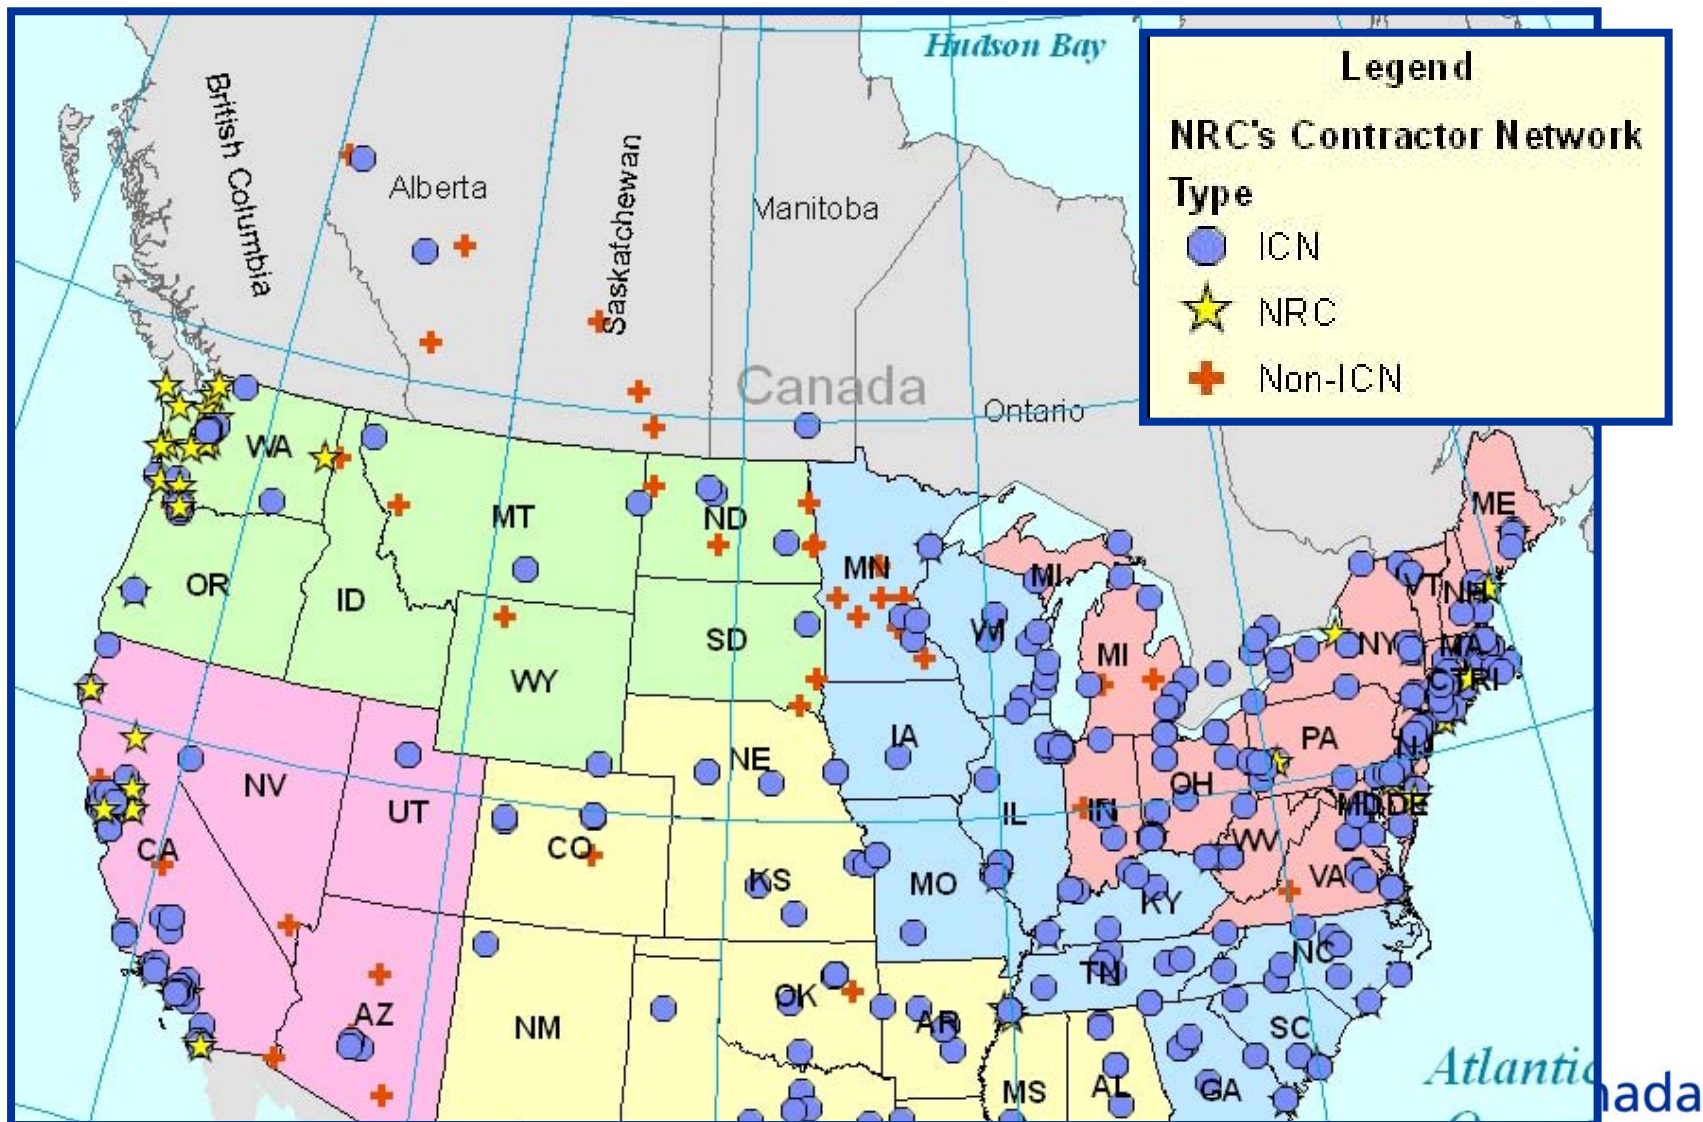 Hudson Bay
Legend
NRC's Contractor Network
Type
ICN
NRC
Non-ICN
British Columbia
Alberta
Saskatchewan
Manitoba
Canada
Ontario
WA
MT
ND
MN
ME
OR
ID
SD
WI
MI
MI
VT
NH
NY
MA
CT
RI
WY
NE
IA
PA
NJ
NV
UT
CO
IL
IN
OH
MD
DE
CA
KS
MO
WV
VA
KY
AZ
NM
OK
AR
TN
NC
SC
MS
AL
GA
Atlantic
nada